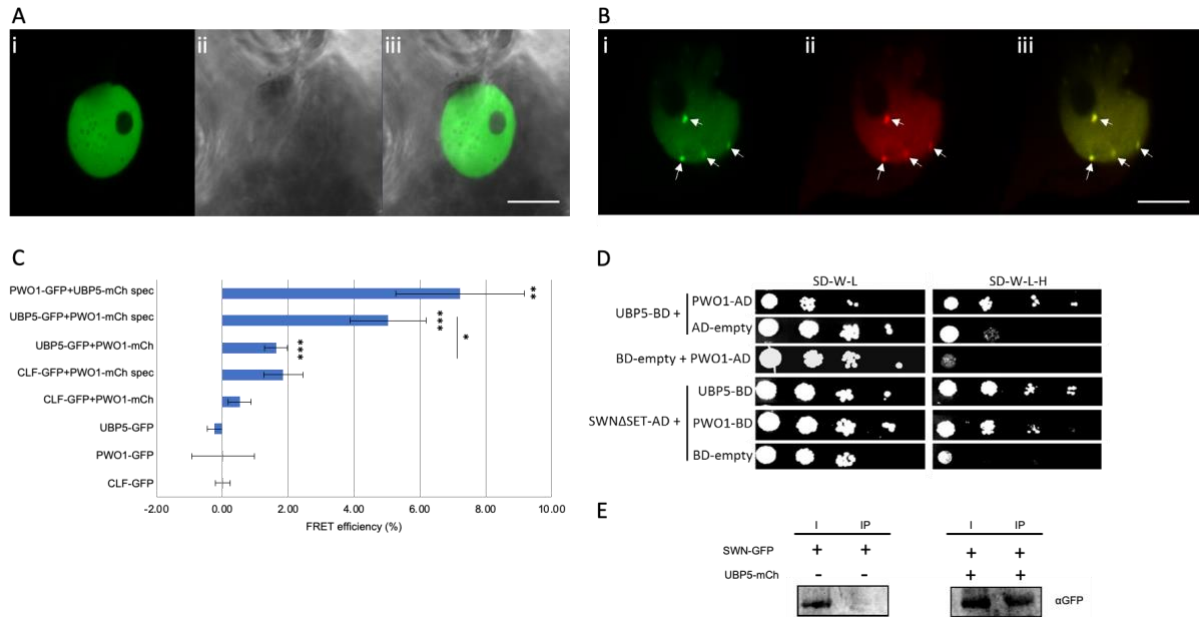 A
i
ii
iii
B
i
ii
iii
C
PWO1-GFP+UBP5-mCh spec
UBP5-GFP+PWO1-mCh spec
UBP5-GFP+PWO1-mCh
CLF-GFP+PWO1-mCh spec
CLF-GFP+PWO1-mCh
UBP5-GFP
PWO1-GFP
CLF-GFP
**
***
*
***
-2.00 0.00 2.00 4.00 6.00 8.00 10.00
FRET efficiency (%)
D
SD-W-L SD-W-L-H
UBP5-BD +
PWO1-AD
AD-empty
BD-empty + PWO1-AD
SWNΔSET-AD +
UBP5-BD
PWO1-BD
BD-empty
E
I IP I IP
SWN-GFP + + + +
UBP5-mCh - - + +
αGFP